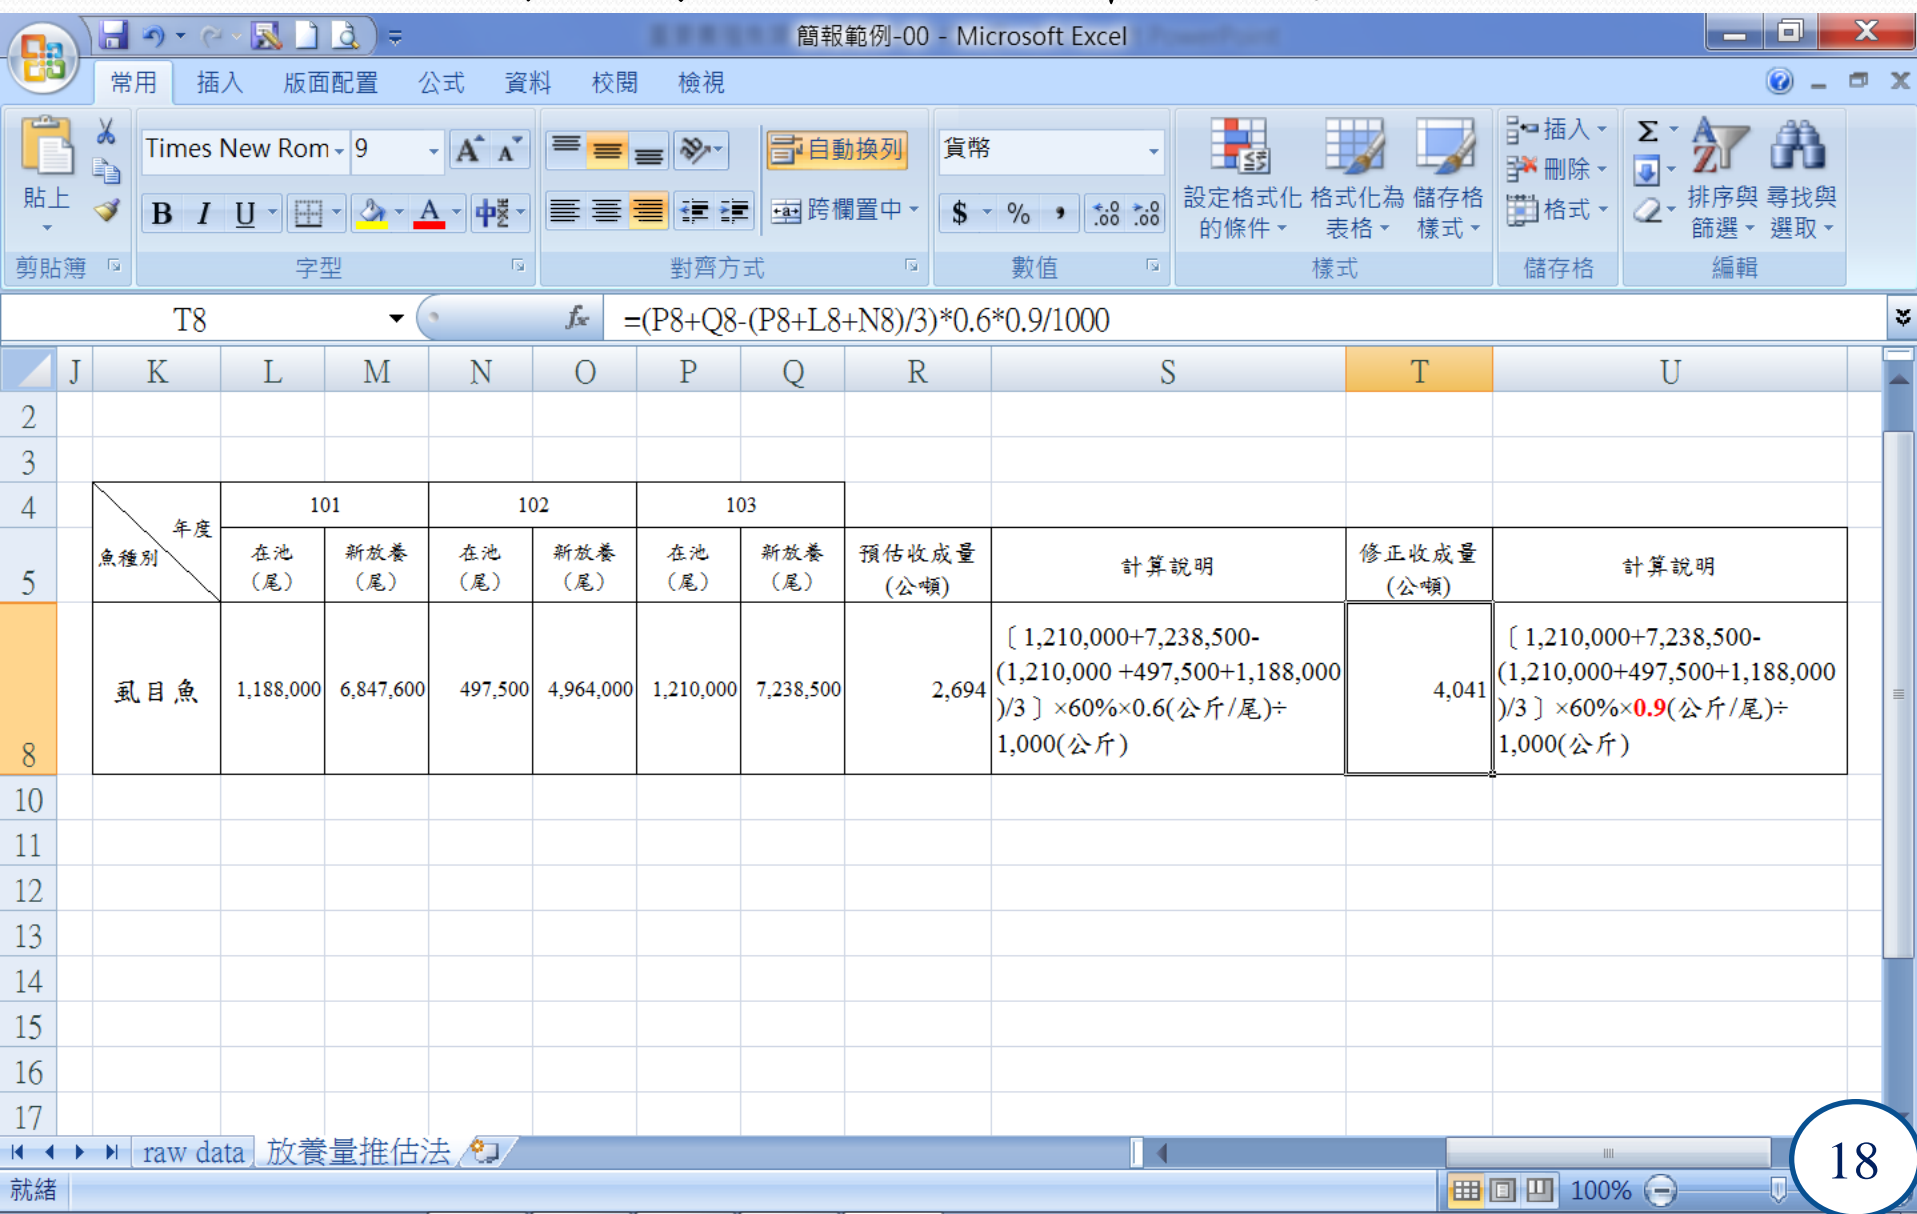 簡報範例-00 - Microsoft Excel
常用 插入 版面配置 公式 資料 校閱 檢視
貼上
剪貼簿
Times New Rom 9
B I U
字型
自動換列
跨欄置中
對齊方式
貨幣
$ % ,
數值
設定格式化的條件
格式化為表格
儲存格樣式
樣式
插入
刪除
格式
儲存格
Σ
排序與篩選
尋找與選取
編輯
T8 fx =(P8+Q8-(P8+L8+N8)/3)*0.6*0.9/1000
J K L M N O P Q R S T U
2
3
4 年度 101 102 103
5 魚種別 在池(尾) 新放養(尾) 在池(尾) 新放養(尾) 在池(尾) 新放養(尾) 預估收成量(公噸) 計算說明 修正收成量(公噸) 計算說明
8 虱目魚 1,188,000 6,847,600 497,500 4,964,000 1,210,000 7,238,500 2,694
〔1,210,000+7,238,500-
(1,210,000 +497,500+1,188,000
)/3〕×60%×0.6(公斤/尾)÷
1,000(公斤)
4,041
〔1,210,000+7,238,500-
(1,210,000+497,500+1,188,000
)/3〕×60%×0.9(公斤/尾)÷
1,000(公斤)
10
11
12
13
14
15
16
17
raw data 放養量推估法
就緒 100%
18